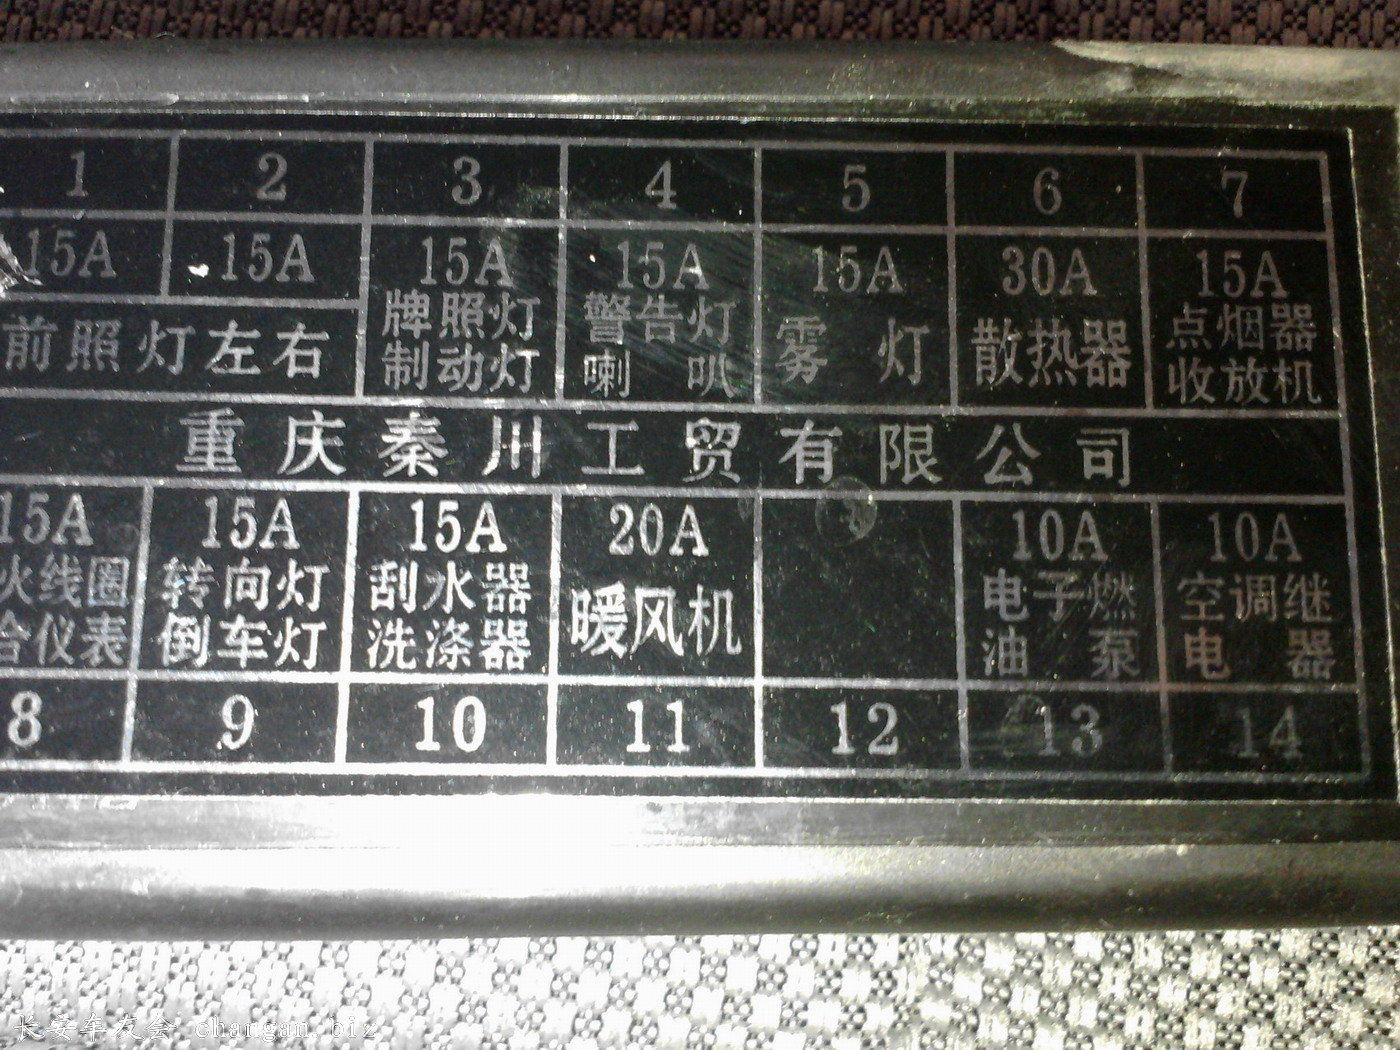 1 2 3 4 5 6 7
15A 15A 15A 15A 15A 30A 15A
前照灯左右 牌照灯 警告灯 雾灯 散热器 点烟器
制动灯 喇叭 收放机
重庆秦川工贸有限公司
15A 15A 15A 20A 10A 10A
火线圈 转向灯 刮水器 暖风机 电子燃 空调继
合仪表 倒车灯 洗涤器 油泵 电器
8 9 10 11 12 13 14
长安车友会 changan.biz